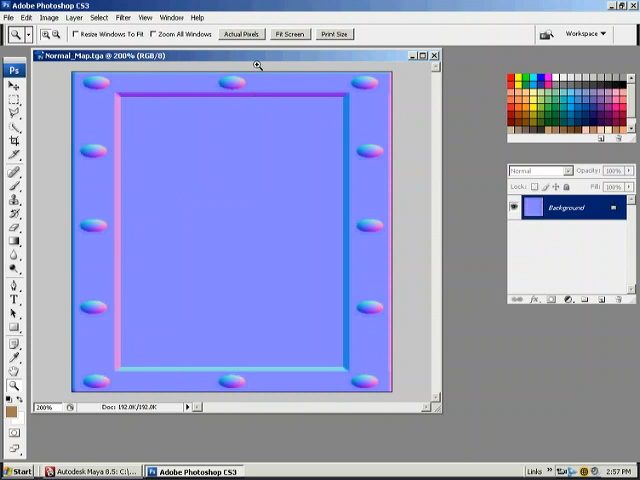 Adobe Photoshop CS3
File Edit Image Layer Select Filter View Window Help
Resize Windows To Fit Zoom All Windows Actual Pixels Fit Screen Print Size Workspace
Normal_Map.tga @ 200% (RGB/8)
Ps
Normal Opacity: 100%
Lock: Fill: 100%
Background
T
200% Doc: 192.0K/192.0K
Start Autodesk Maya 8.5: C:\... Adobe Photoshop CS3 Links » 2:57 PM